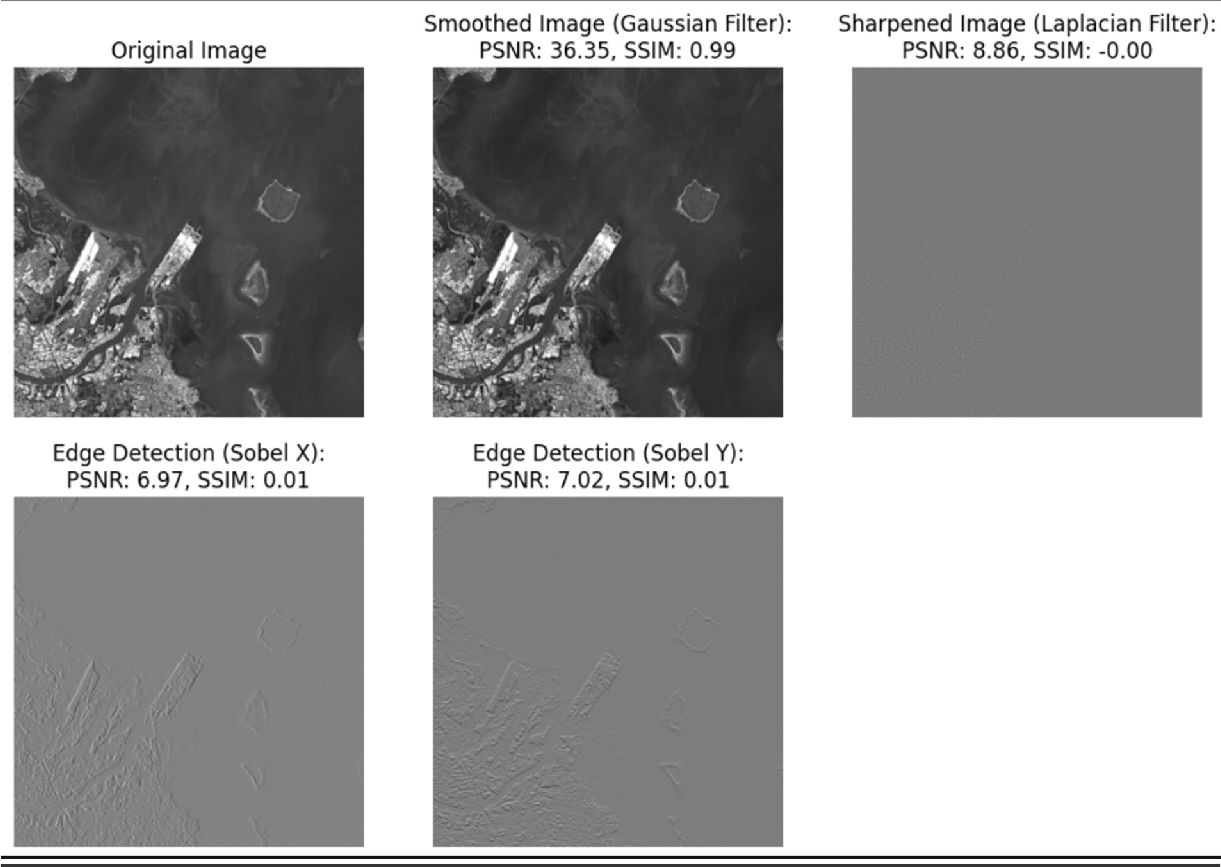 Original Image
Smoothed Image (Gaussian Filter):
PSNR: 36.35, SSIM: 0.99
Sharpened Image (Laplacian Filter):
PSNR: 8.86, SSIM: -0.00
Edge Detection (Sobel X):
PSNR: 6.97, SSIM: 0.01
Edge Detection (Sobel Y):
PSNR: 7.02, SSIM: 0.01